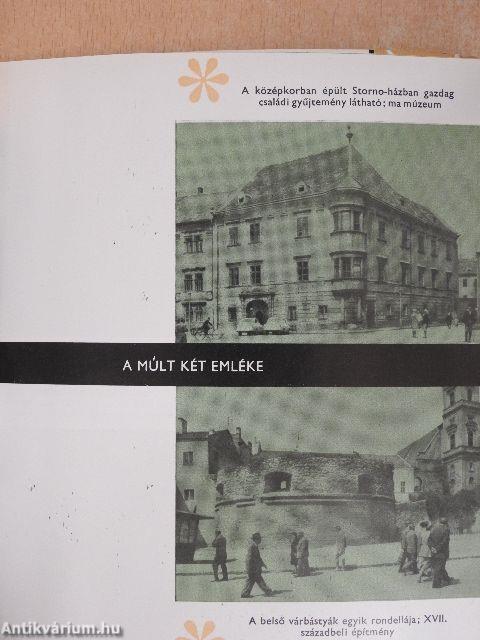 A középkorban épült Storno-házban gazdag
családi gyűjtemény látható; ma múzeum
A MÚLT KÉT EMLÉKE
A belső várbástyák egyik rondellája; XVII.
századbeli építmény
Antikvárium.hu